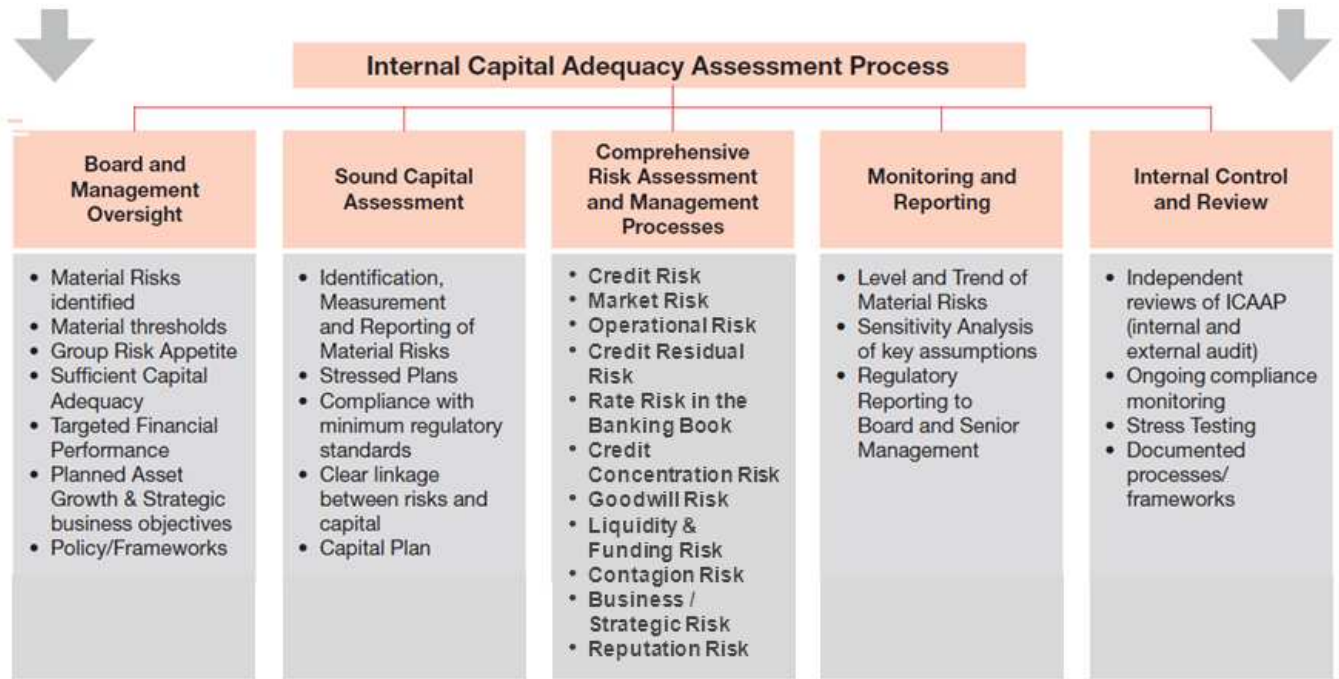 Internal Capital Adequacy Assessment Process
Board and
Management
Oversight
• Material Risks
identified
• Material thresholds
• Group Risk Appetite
• Sufficient Capital
Adequacy
• Targeted Financial
Performance
• Planned Asset
Growth & Strategic
business objectives
• Policy/Frameworks
Sound Capital
Assessment
• Identification,
Measurement
and Reporting of
Material Risks
• Stressed Plans
• Compliance with
minimum regulatory
standards
• Clear linkage
between risks and
capital
• Capital Plan
Comprehensive
Risk Assessment
and Management
Processes
• Credit Risk
• Market Risk
• Operational Risk
• Credit Residual
Risk
• Rate Risk in the
Banking Book
• Credit
Concentration Risk
• Goodwill Risk
• Liquidity &
Funding Risk
• Contagion Risk
• Business /
Strategic Risk
• Reputation Risk
Monitoring and
Reporting
• Level and Trend of
Material Risks
• Sensitivity Analysis
of key assumptions
• Regulatory
Reporting to
Board and Senior
Management
Internal Control
and Review
• Independent
reviews of ICAAP
(internal and
external audit)
• Ongoing compliance
monitoring
• Stress Testing
• Documented
processes/
frameworks